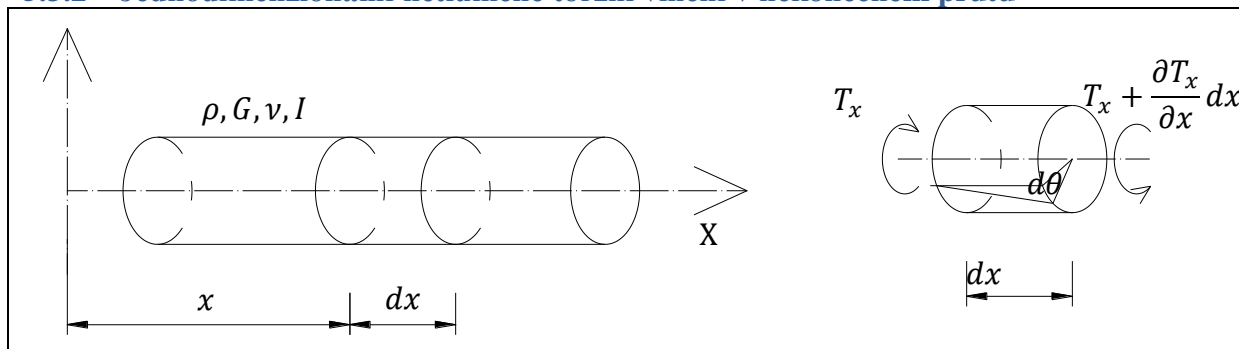 ρ, G, ν, I
X
x
dx
T_x
T_x + ∂T_x/∂x dx
dθ
dx